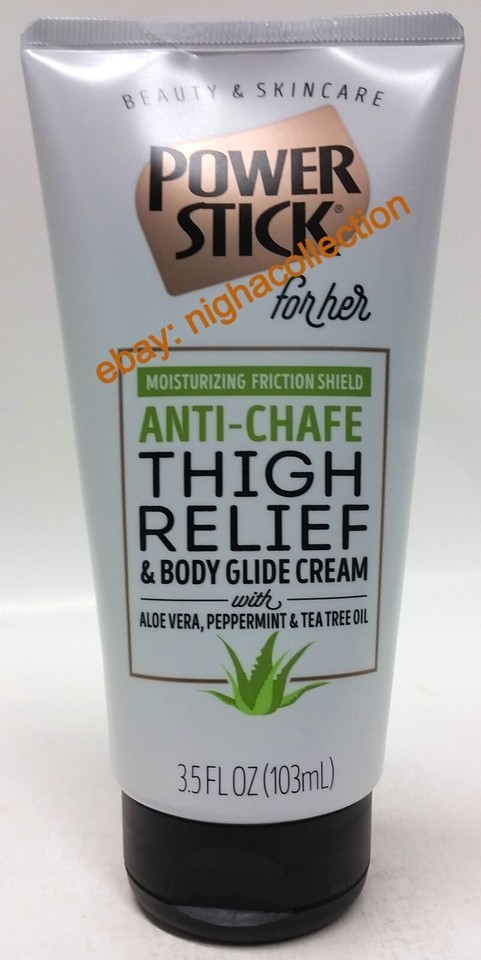 BEAUTY & SKINCARE
POWER
STICK®
for her
ebay: nighacollection
MOISTURIZING FRICTION SHIELD
ANTI-CHAFE
THIGH
RELIEF
& BODY GLIDE CREAM
with
ALOE VERA, PEPPERMINT & TEA TREE OIL
3.5 FL OZ (103mL)